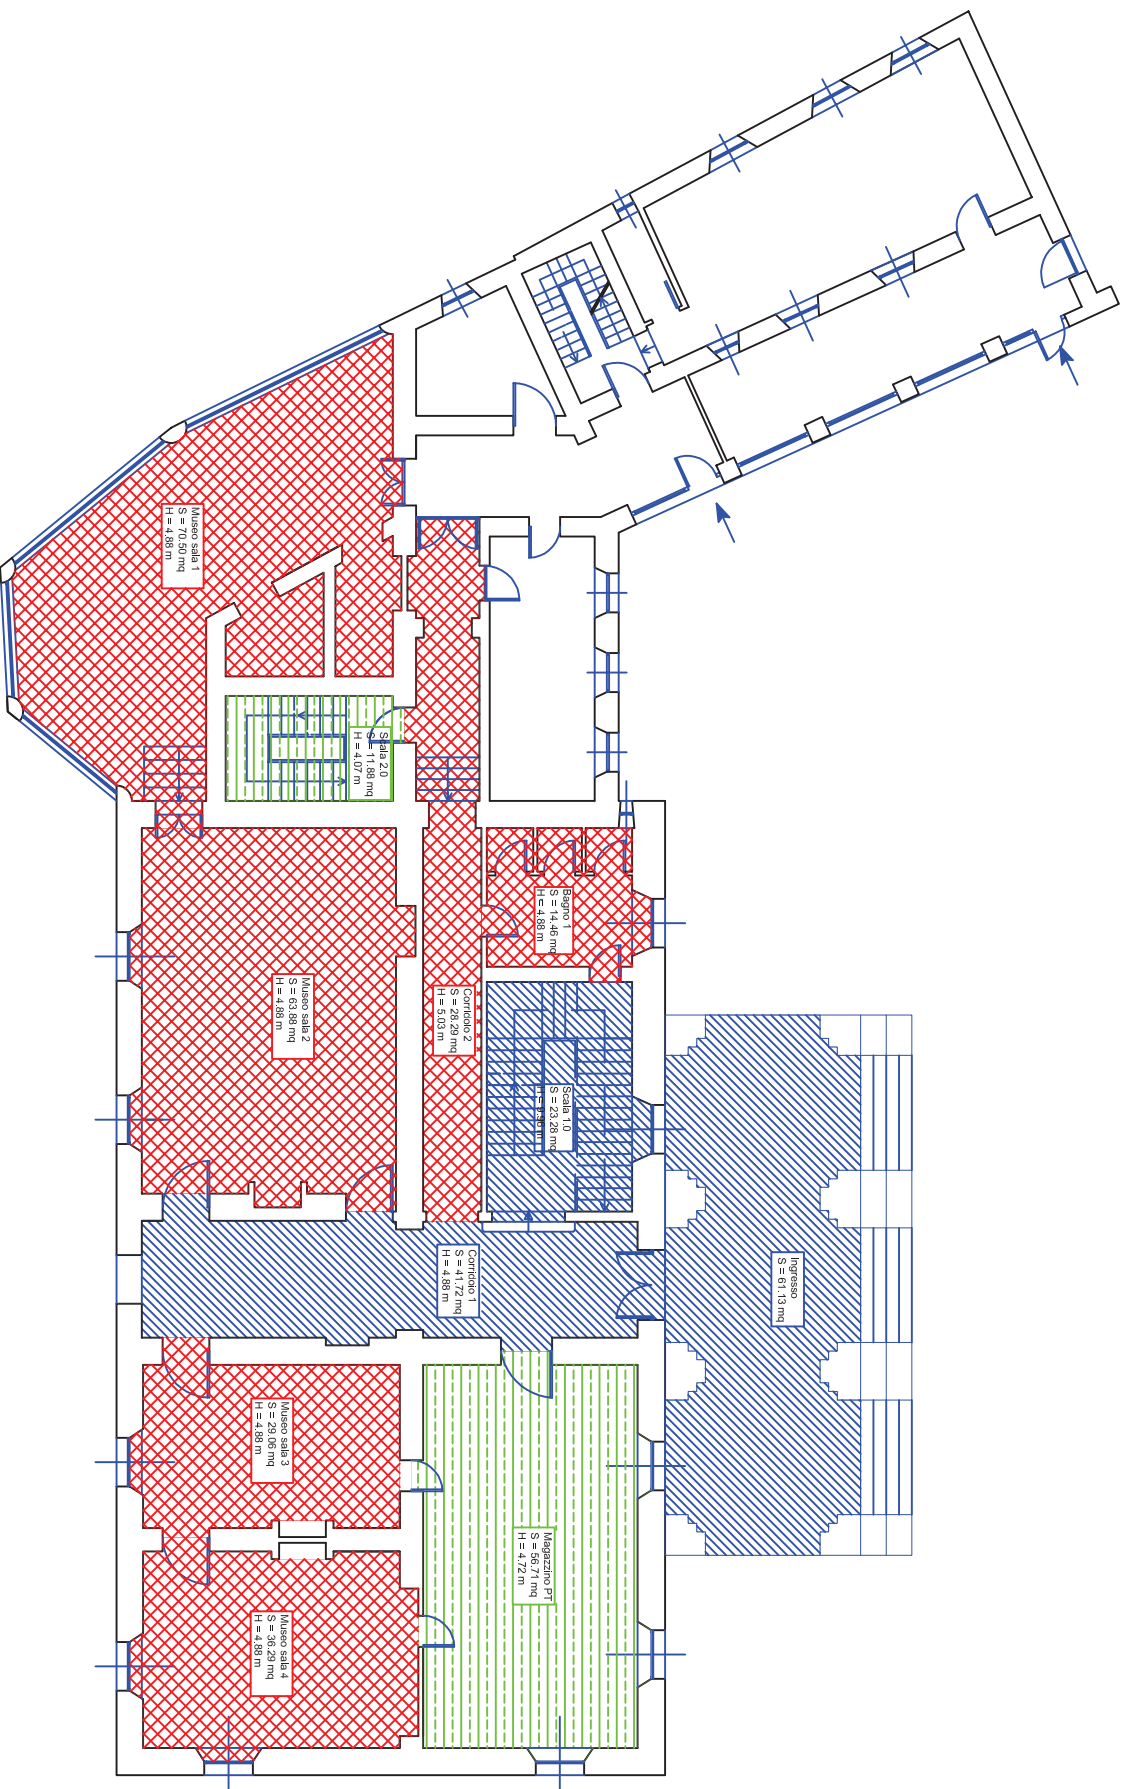 Museo sala 1
S = 70.50 mq
H = 4.88 m
Scala 2.0
S = 11.88 mq
H = 4.07 m
Bagno 1
S = 14.46 mq
H = 4.88 m
Museo sala 2
S = 63.88 mq
H = 4.88 m
Corridoio 2
S = 28.29 mq
H = 5.03 m
Scala 1.0
S = 23.28 mq
Corridoio 1
S = 41.72 mq
H = 4.88 m
Ingresso
S = 61.13 mq
Museo sala 3
S = 29.06 mq
H = 4.88 m
Magazzino PT
S = 56.71 mq
H = 4.72 m
Museo sala 4
S = 36.29 mq
H = 4.88 m